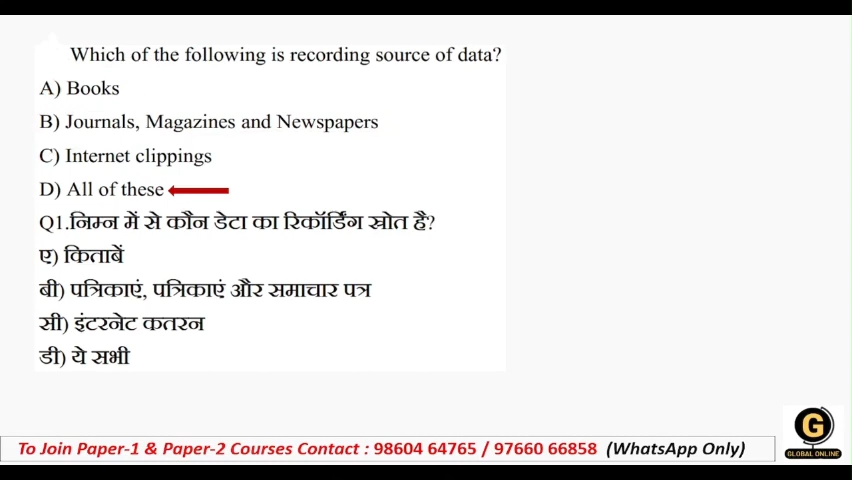 Which of the following is recording source of data?
A) Books
B) Journals, Magazines and Newspapers
C) Internet clippings
D) All of these
Q1.निम्न में से कौन डेटा का रिकॉर्डिंग स्रोत है?
ए) किताबें
बी) पत्रिकाएं, पत्रिकाएं और समाचार पत्र
सी) इंटरनेट कतरन
डी) ये सभी
To Join Paper-1 & Paper-2 Courses Contact : 98604 64765 / 97660 66858 (WhatsApp Only)
G
GLOBAL ONLINE